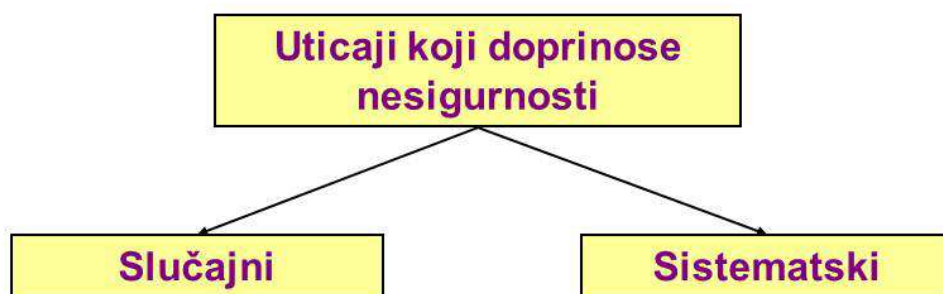 Uticaji koji doprinose
nesigurnosti
Slučajni
Sistematski